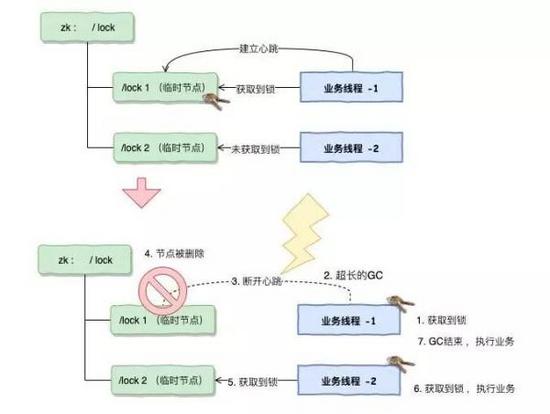 zk： / lock
建立心跳
/lock 1 （临时节点）
获取到锁
业务线程 -1
/lock 2 （临时节点）
未获取到锁
业务线程 -2
zk： / lock
4. 节点被删除
3. 断开心跳
2. 超长的GC
/lock 1 （临时节点）
业务线程 -1
1. 获取到锁
7. GC结束，执行业务
/lock 2 （临时节点）
5. 获取到锁
业务线程 -2
6. 获取到锁，执行业务